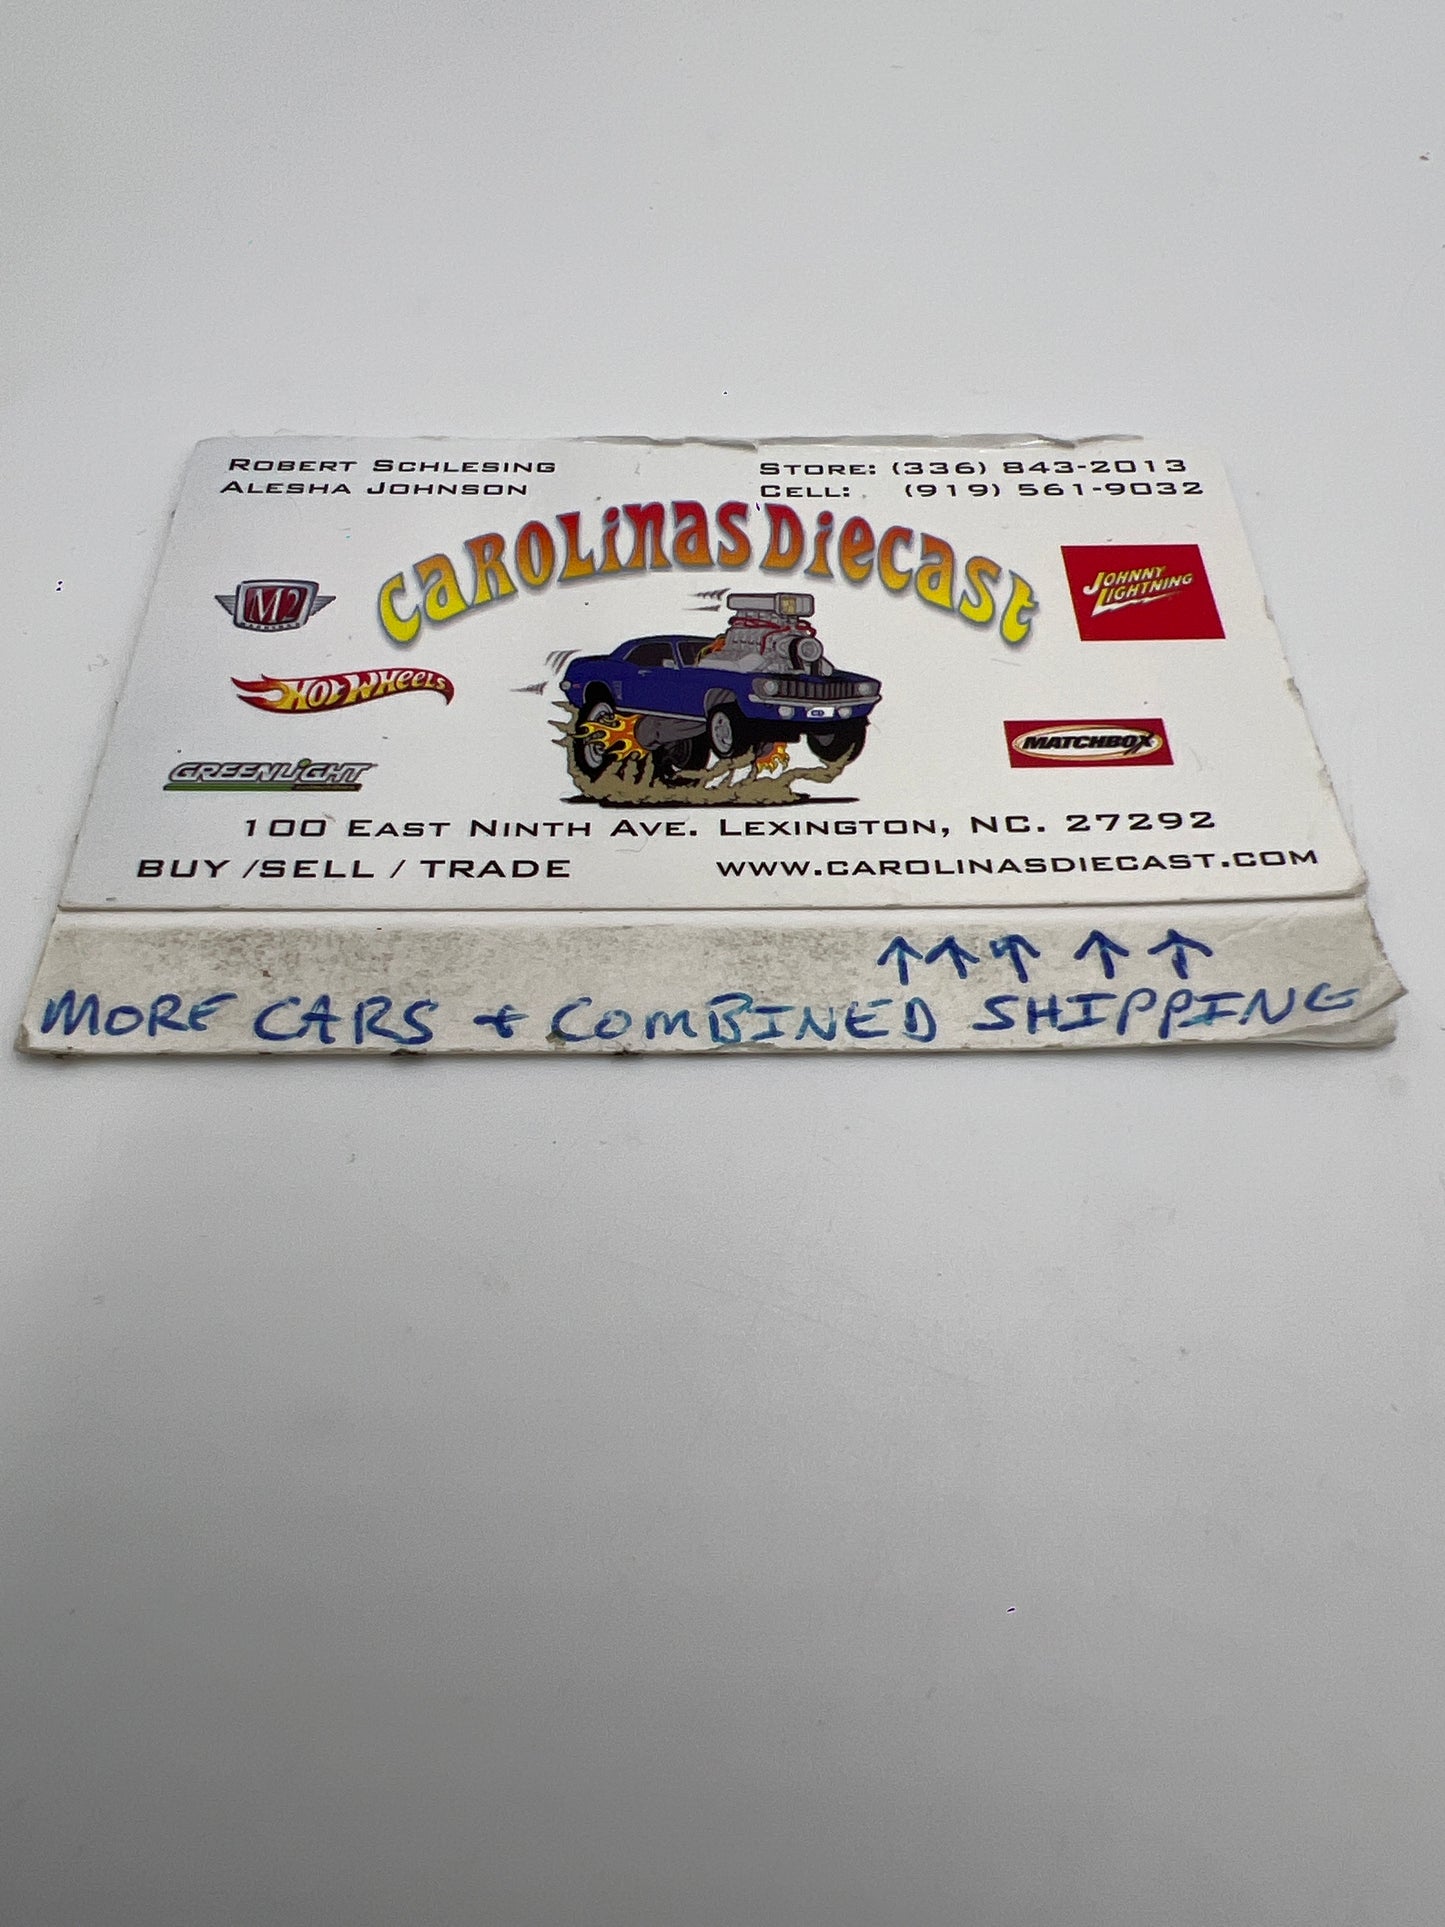 ROBERT SCHLESING
ALESHA JOHNSON
STORE: (336) 843-2013
CELL: (919) 561-9032
CAROLINAS DIECAST
M2
JOHNNY LIGHTNING
HOT WHEELS
MATCHBOX
GREENLIGHT
100 EAST NINTH AVE. LEXINGTON, NC. 27292
BUY /SELL / TRADE
WWW.CAROLINASDIECAST.COM
↑ ↑ ↑ ↑ ↑
MORE CARS + COMBINED SHIPPING